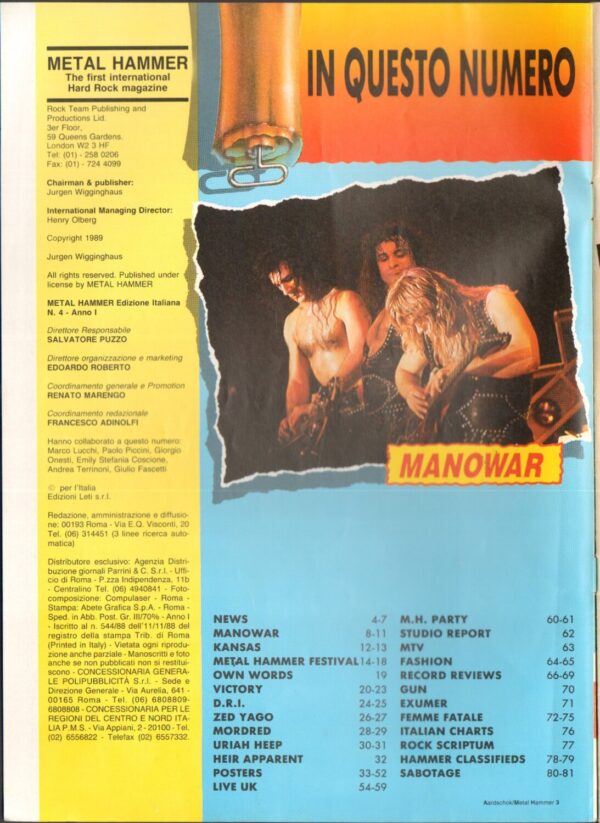 METAL HAMMER
The first international
Hard Rock magazine
Rock Team Publishing and
Productions Ltd.
3er Floor,
59 Queens Gardens.
London W2 3 HF
Tel: (01) - 258 0206
Fax: (01) - 724 4099
Chairman & publisher:
Jurgen Wigginghaus
International Managing Director:
Henry Olberg
Copyright 1989
Jurgen Wigginghaus
All rights reserved. Published under
license by METAL HAMMER
METAL HAMMER Edizione Italiana
N. 4 - Anno I
Direttore Responsabile
SALVATORE PUZZO
Direttore organizzazione e marketing
EDOARDO ROBERTO
Coordinamento generale e Promotion
RENATO MARENGO
Coordinamento redazionale
FRANCESCO ADINOLFI
Hanno collaborato a questo numero:
Marco Lucchi, Paolo Piccini, Giorgio
Onesti, Emily Stefania Coscione,
Andrea Terrinoni, Giulio Fascetti
© per l'Italia
Edizioni Leti s.r.l.
Redazione, amministrazione e diffusio-
ne: 00193 Roma - Via E.Q. Visconti, 20
Tel. (06) 314451 (3 linee ricerca auto-
matica)
Distributore esclusivo: Agenzia Distri-
buzione giornali Parrini & C. S.r.l. - Uffi-
cio di Roma - P.zza Indipendenza, 11b
- Centralino Tel. (06) 4940841 - Foto-
composizione: Compulaser - Roma -
Stampa: Abete Grafica S.p.A. - Roma -
Sped. in Abb. Post. Gr. III/70% - Anno I
- Iscritto al n. 544/88 dell'11/11/88 del
registro della stampa Trib. di Roma
(Printed in Italy) - Vietata ogni riprodu-
zione anche parziale - Manoscritti e foto
anche se non pubblicati non si restitui-
scono - CONCESSIONARIA GENERA-
LE POLIPUBBLICITÀ S.r.l. - Sede e
Direzione Generale - Via Aurelia, 641 -
00165 Roma - Tel. (06) 6808809-
6808808 - CONCESSIONARIA PER LE
REGIONI DEL CENTRO E NORD ITA-
LIA P.M.S. - Via Appiani, 2 - 20100 - Tel.
(02) 6556822 - Telefax (02) 6557332.
IN QUESTO NUMERO
MANOWAR
NEWS 4-7
MANOWAR 8-11
KANSAS 12-13
METAL HAMMER FESTIVAL 14-18
OWN WORDS 19
VICTORY 20-23
D.R.I. 24-25
ZED YAGO 26-27
MORDRED 28-29
URIAH HEEP 30-31
HEIR APPARENT 32
POSTERS 33-52
LIVE UK 54-59
M.H. PARTY 60-61
STUDIO REPORT 62
MTV 63
FASHION 64-65
RECORD REVIEWS 66-69
GUN 70
EXUMER 71
FEMME FATALE 72-75
ITALIAN CHARTS 76
ROCK SCRIPTUM 77
HAMMER CLASSIFIEDS 78-79
SABOTAGE 80-81
Aardschok/Metal Hammer 3